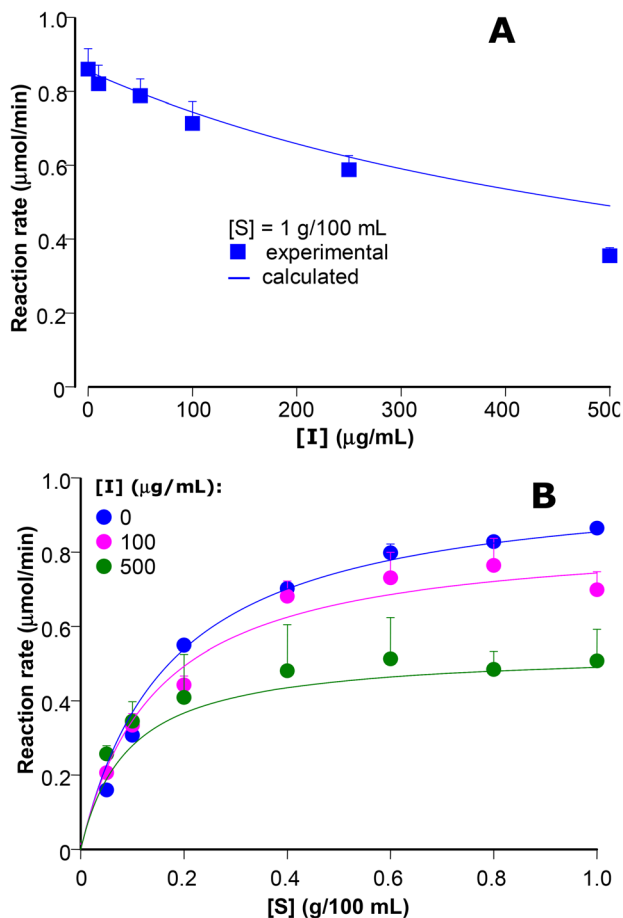 A
1.0
0.8
0.6
0.4
0.2
0
Reaction rate (μmol/min)
[S] = 1 g/100 mL
experimental
calculated
0
100
200
300
400
500
[I] (μg/mL)
B
[I] (μg/mL):
0
100
500
1.0
0.8
0.6
0.4
0.2
0
Reaction rate (μmol/min)
0
0.2
0.4
0.6
0.8
1.0
[S] (g/100 mL)